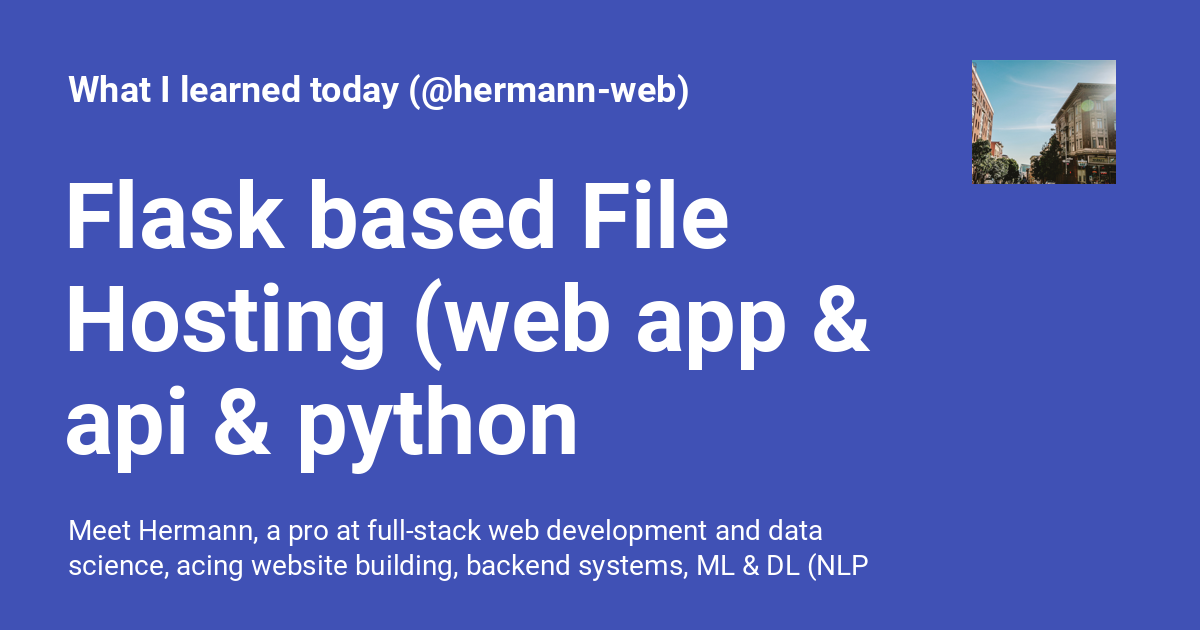 What I learned today (@hermann-web)
Flask based File
Hosting (web app &
api & python
Meet Hermann, a pro at full-stack web development and data
science, acing website building, backend systems, ML & DL (NLP